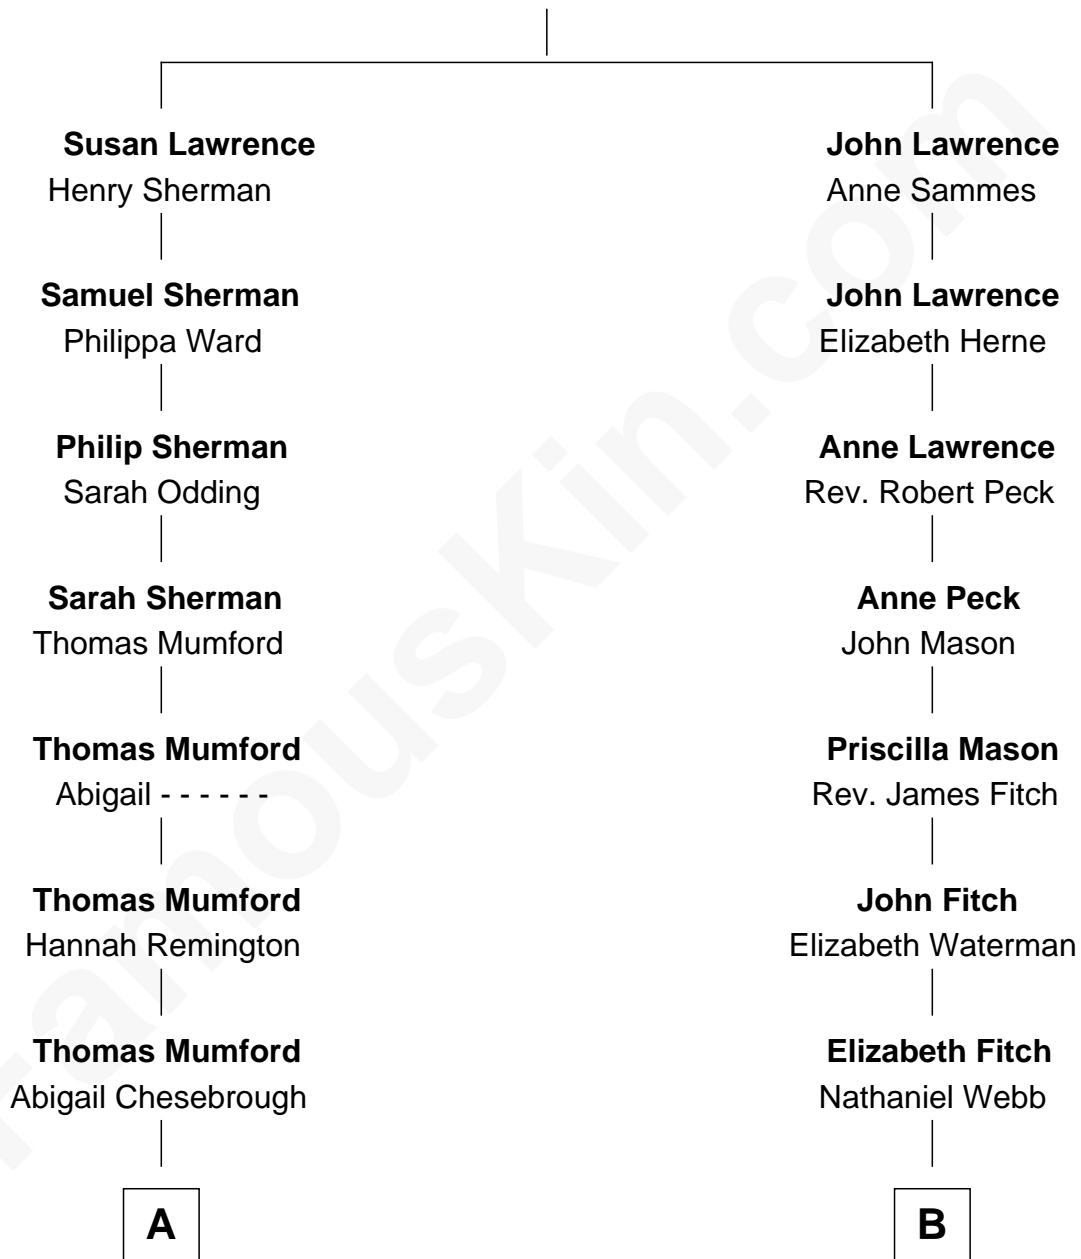 Susan Lawrence
Henry Sherman
Samuel Sherman
Philippa Ward
Philip Sherman
Sarah Odding
Sarah Sherman
Thomas Mumford
Thomas Mumford
Abigail - - - - - -
Thomas Mumford
Hannah Remington
Thomas Mumford
Abigail Chesebrough
A
John Lawrence
Anne Sammes
John Lawrence
Elizabeth Herne
Anne Lawrence
Rev. Robert Peck
Anne Peck
John Mason
Priscilla Mason
Rev. James Fitch
John Fitch
Elizabeth Waterman
Elizabeth Fitch
Nathaniel Webb
B
FamousKin.com